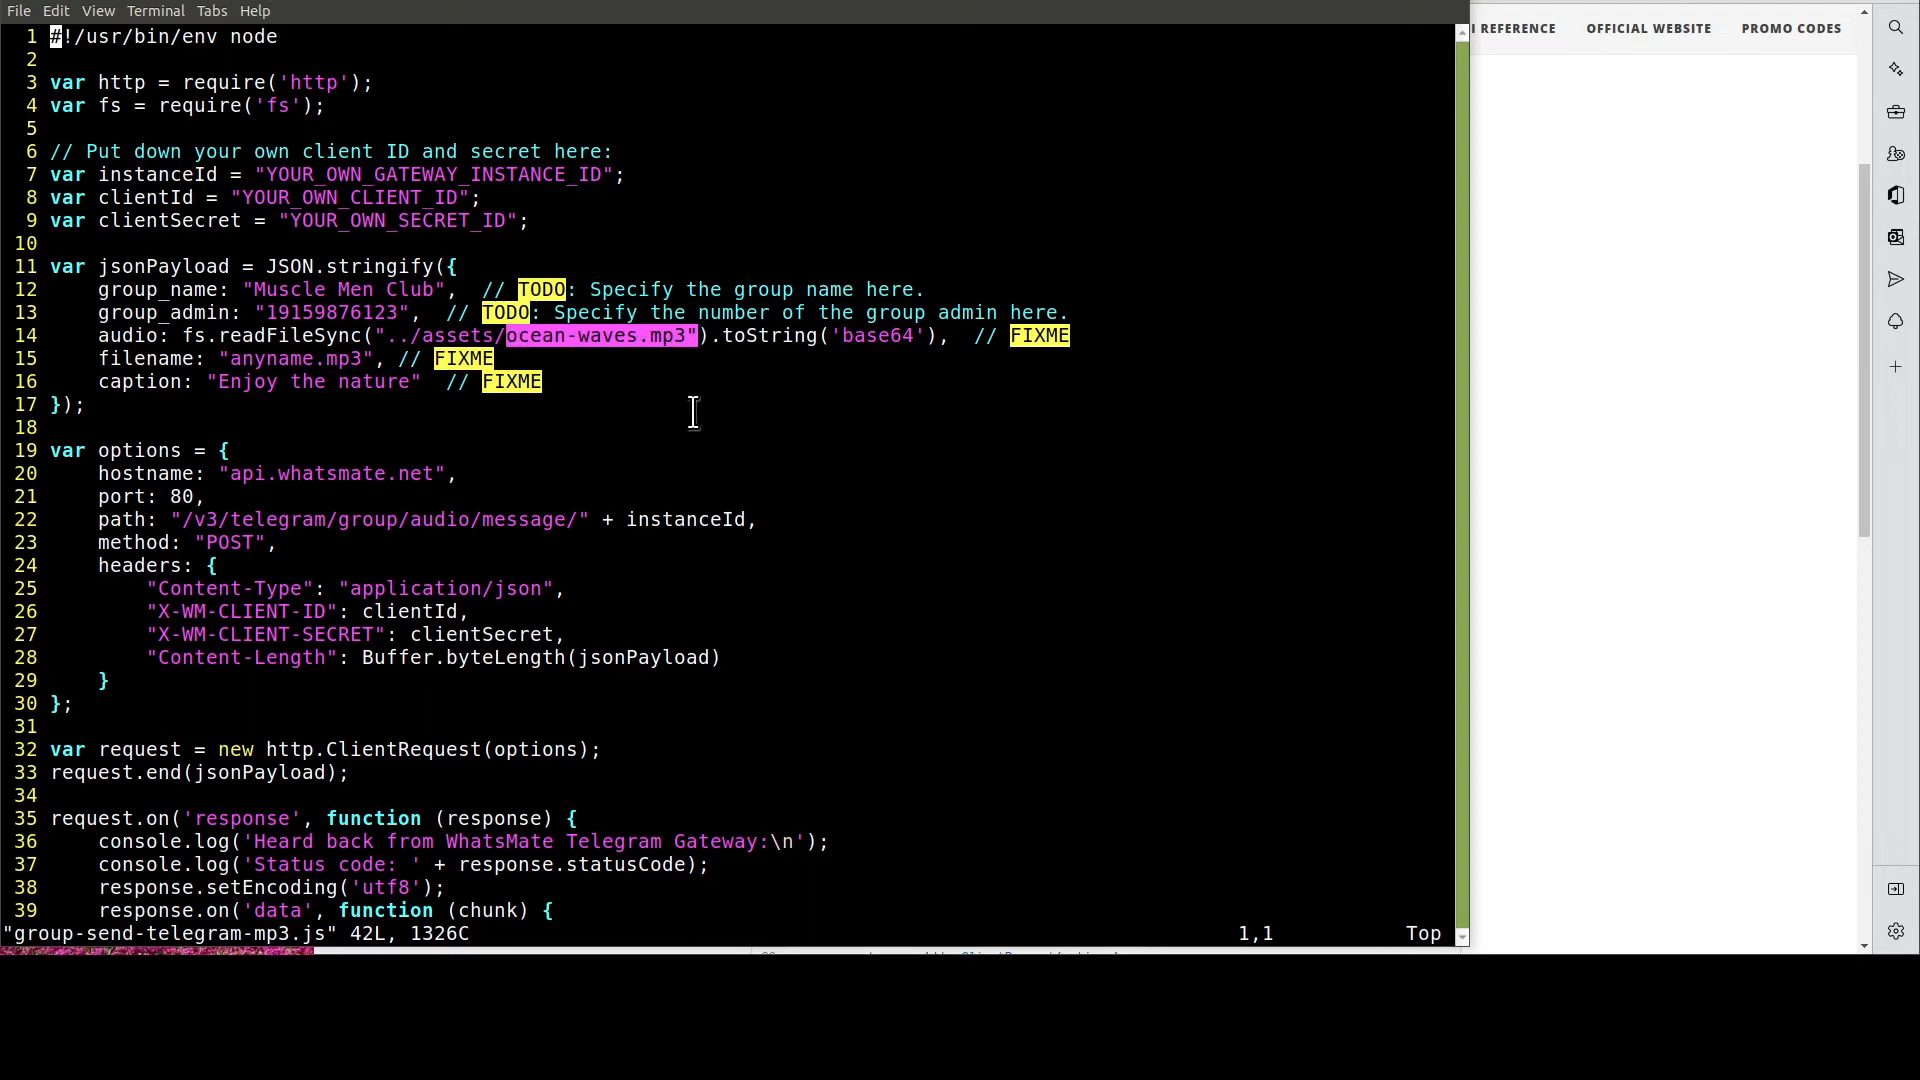 File Edit View Terminal Tabs Help
I REFERENCE OFFICIAL WEBSITE PROMO CODES
1 #!/usr/bin/env node
2
3 var http = require('http');
4 var fs = require('fs');
5
6 // Put down your own client ID and secret here:
7 var instanceId = "YOUR_OWN_GATEWAY_INSTANCE_ID";
8 var clientId = "YOUR_OWN_CLIENT_ID";
9 var clientSecret = "YOUR_OWN_SECRET_ID";
10
11 var jsonPayload = JSON.stringify({
12     group_name: "Muscle Men Club",  // TODO: Specify the group name here.
13     group_admin: "19159876123",  // TODO: Specify the number of the group admin here.
14     audio: fs.readFileSync("../assets/ocean-waves.mp3").toString('base64'),  // FIXME
15     filename: "anyname.mp3", // FIXME
16     caption: "Enjoy the nature"  // FIXME
17 });
18
19 var options = {
20     hostname: "api.whatsmate.net",
21     port: 80,
22     path: "/v3/telegram/group/audio/message/" + instanceId,
23     method: "POST",
24     headers: {
25         "Content-Type": "application/json",
26         "X-WM-CLIENT-ID": clientId,
27         "X-WM-CLIENT-SECRET": clientSecret,
28         "Content-Length": Buffer.byteLength(jsonPayload)
29     }
30 };
31
32 var request = new http.ClientRequest(options);
33 request.end(jsonPayload);
34
35 request.on('response', function (response) {
36     console.log('Heard back from WhatsMate Telegram Gateway:\n');
37     console.log('Status code: ' + response.statusCode);
38     response.setEncoding('utf8');
39     response.on('data', function (chunk) {
"group-send-telegram-mp3.js" 42L, 1326C 1,1 Top